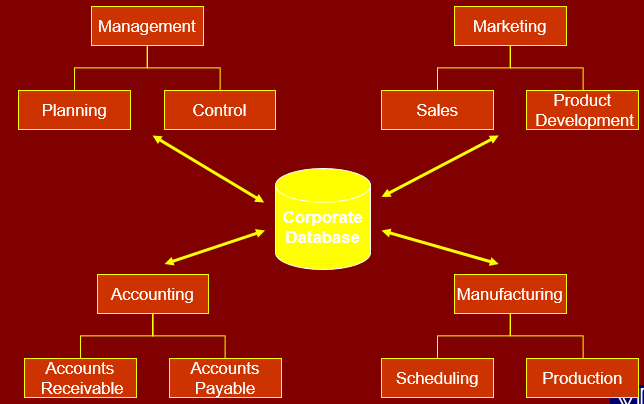 Management
Marketing
Planning
Control
Sales
Product
Development
Corporate
Database
Accounting
Manufacturing
Accounts
Receivable
Accounts
Payable
Scheduling
Production